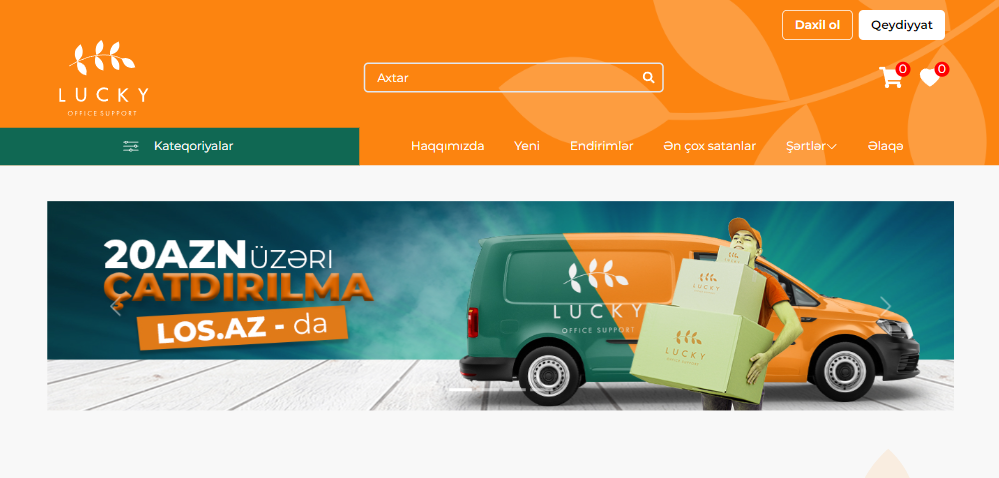 Daxil ol
Qeydiyyat
LUCKY
OFFICE SUPPORT
Axtar
0
0
Kateqoriyalar
Haqqımızda
Yeni
Endirimlər
Ən çox satanlar
Şərtlər
Əlaqə
20AZN ÜZƏRİ
ÇATDIRILMA
LOS.AZ - da
LUCKY
OFFICE SUPPORT
LUCKY
LUCKY